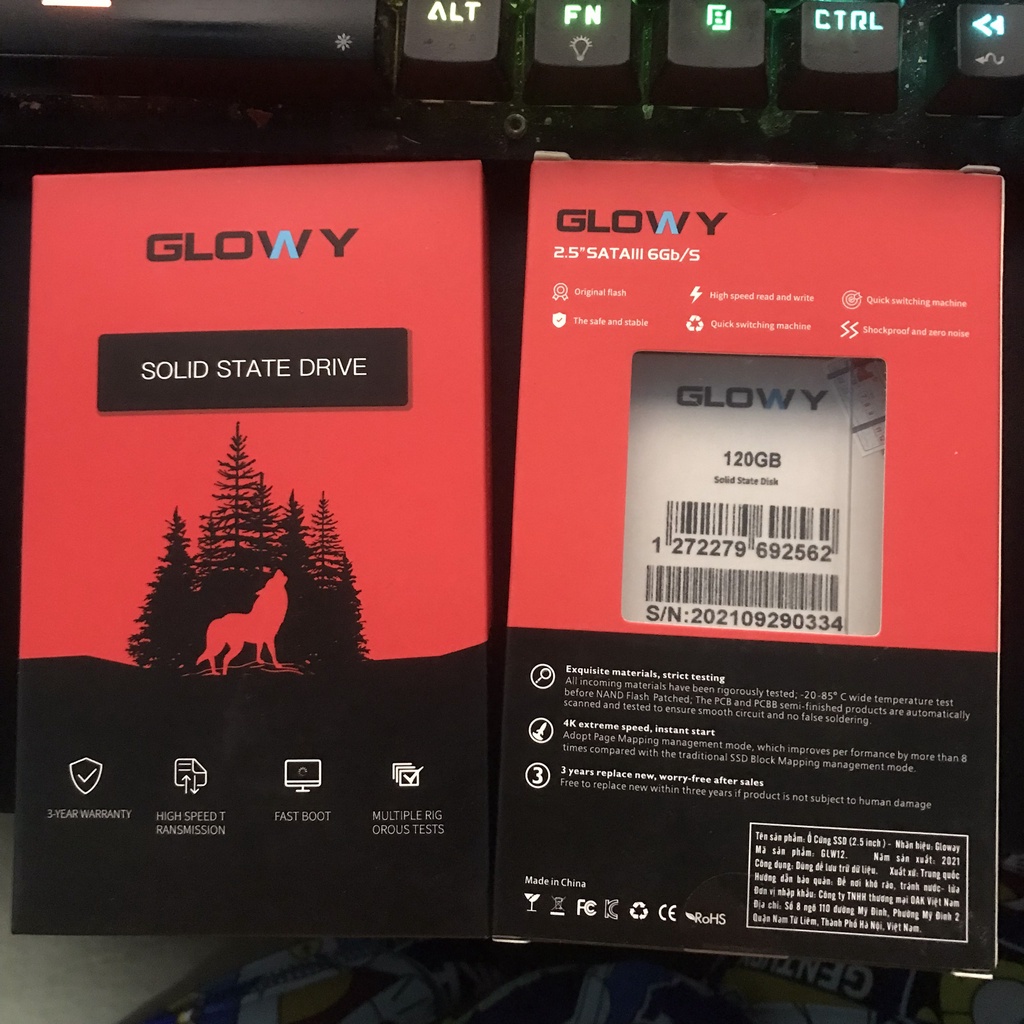 ALT
FN
CTRL
GLOWY
SOLID STATE DRIVE
3-YEAR WARRANTY
HIGH SPEED T
RANSMISSION
FAST BOOT
MULTIPLE RIG
OROUS TESTS
GLOWY
2.5"SATAIII 6Gb/S
Original flash
High speed read and write
Quick switching machine
The safe and stable
Quick switching machine
Shockproof and zero noise
GLOWY
120GB
Solid State Disk
1 272279 692562
S/N:202109290334
Exquisite materials, strict testing
All incoming materials have been rigorously tested; -20-85° C wide temperature test
before NAND Flash Patched; The PCB and PCBB semi-finished products are automatically
scanned and tested to ensure smooth circuit and no false soldering.
4K extreme speed, instant start
Adopt Page Mapping management mode, which improves per formance by more than 8
times compared with the traditional SSD Block Mapping management mode.
3
3 years replace new, worry-free after sales
Free to replace new within three years if product is not subject to human damage
Made in China
FC CE RoHS
Tên sản phẩm: Ổ Cứng SSD (2.5 inch) - Nhãn hiệu: Gloway
Mã sản phẩm: GLW12. Năm sản xuất: 2021
Công dụng: Dùng để lưu trữ dữ liệu. Xuất xứ: Trung quốc
Hướng dẫn bảo quản: Để nơi khô ráo, tránh nước- lửa
Đơn vị nhập khẩu: Công ty TNHH thương mại OAK Việt Nam
Địa chỉ: Số 8 ngõ 110 đường Mỹ Đình, Phường Mỹ Đình 2
Quận Nam Từ Liêm, Thành Phố Hà Nội, Việt Nam.
GENTI